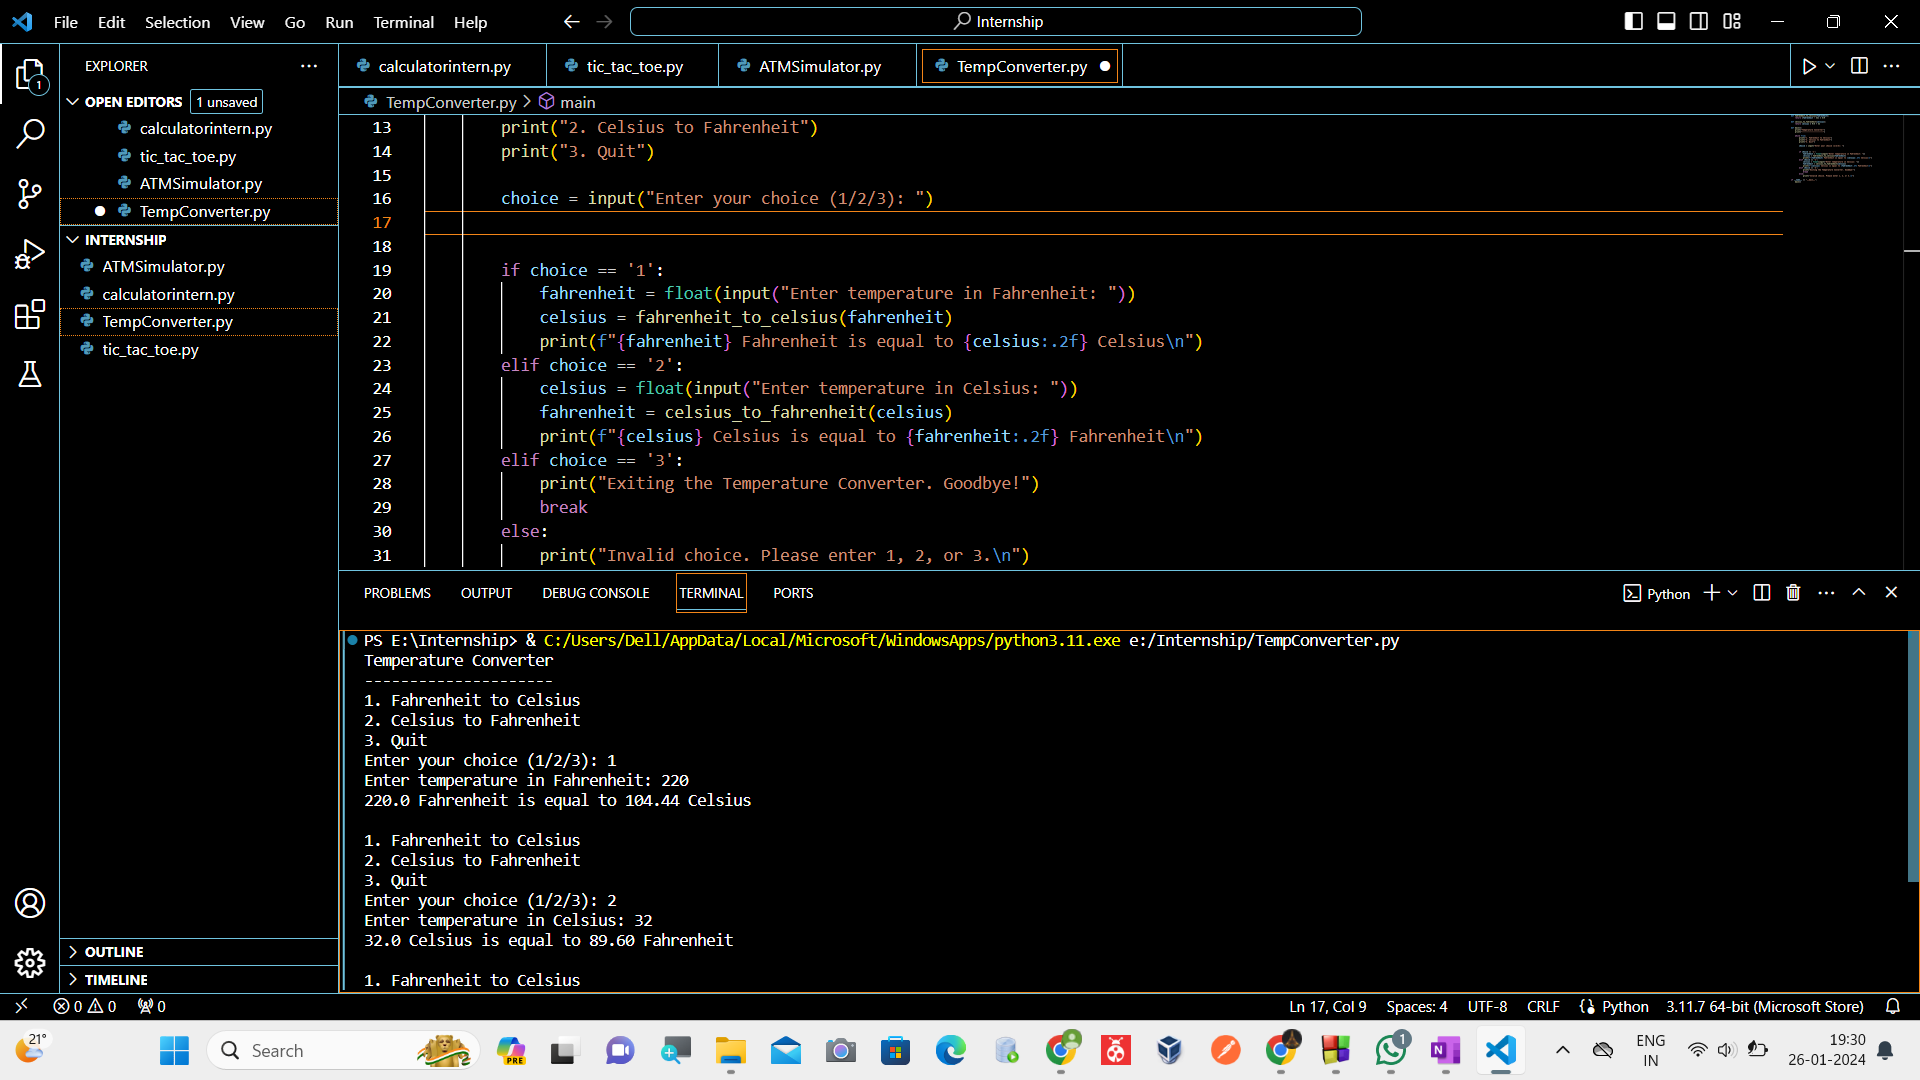 File Edit Selection View Go Run Terminal Help
Internship
EXPLORER
OPEN EDITORS 1 unsaved
calculatorintern.py
tic_tac_toe.py
ATMSimulator.py
TempConverter.py
INTERNSHIP
ATMSimulator.py
calculatorintern.py
TempConverter.py
tic_tac_toe.py
OUTLINE
TIMELINE
1
calculatorintern.py tic_tac_toe.py ATMSimulator.py TempConverter.py
TempConverter.py > main
13 print("2. Celsius to Fahrenheit")
14 print("3. Quit")
15
16 choice = input("Enter your choice (1/2/3): ")
17
18
19 if choice == '1':
20 fahrenheit = float(input("Enter temperature in Fahrenheit: "))
21 celsius = fahrenheit_to_celsius(fahrenheit)
22 print(f"{fahrenheit} Fahrenheit is equal to {celsius:.2f} Celsius\n")
23 elif choice == '2':
24 celsius = float(input("Enter temperature in Celsius: "))
25 fahrenheit = celsius_to_fahrenheit(celsius)
26 print(f"{celsius} Celsius is equal to {fahrenheit:.2f} Fahrenheit\n")
27 elif choice == '3':
28 print("Exiting the Temperature Converter. Goodbye!")
29 break
30 else:
31 print("Invalid choice. Please enter 1, 2, or 3.\n")
PROBLEMS OUTPUT DEBUG CONSOLE TERMINAL PORTS
Python
PS E:\Internship> & C:/Users/Dell/AppData/Local/Microsoft/WindowsApps/python3.11.exe e:/Internship/TempConverter.py
Temperature Converter
---------------------
1. Fahrenheit to Celsius
2. Celsius to Fahrenheit
3. Quit
Enter your choice (1/2/3): 1
Enter temperature in Fahrenheit: 220
220.0 Fahrenheit is equal to 104.44 Celsius
1. Fahrenheit to Celsius
2. Celsius to Fahrenheit
3. Quit
Enter your choice (1/2/3): 2
Enter temperature in Celsius: 32
32.0 Celsius is equal to 89.60 Fahrenheit
1. Fahrenheit to Celsius
0 0 0
Ln 17, Col 9 Spaces: 4 UTF-8 CRLF Python 3.11.7 64-bit (Microsoft Store)
21°
Search
PRE
1
N
ENG
IN
19:30
26-01-2024